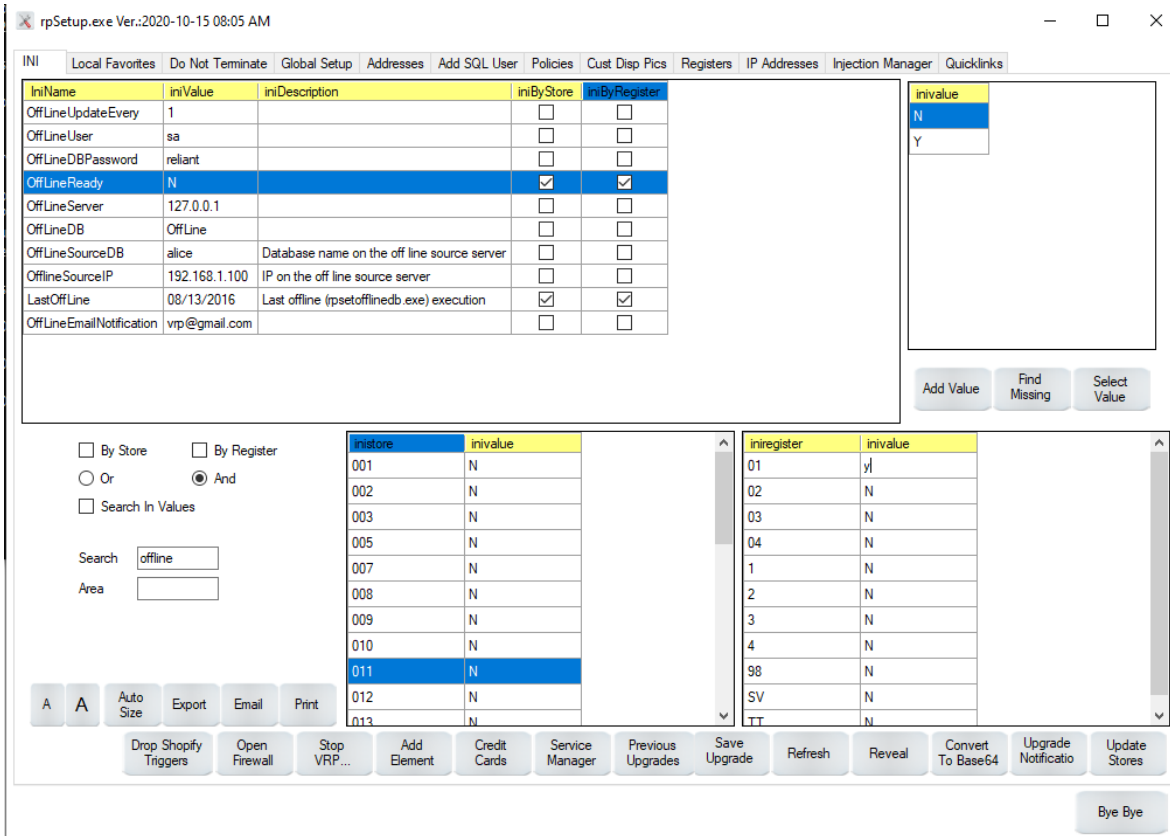 rpSetup.exe Ver.:2020-10-15 08:05 AM
INI Local Favorites Do Not Terminate Global Setup Addresses Add SQL User Policies Cust Disp Pics Registers IP Addresses Injection Manager Quicklinks
IniName iniValue iniDescription iniByStore iniByRegister
OffLineUpdateEvery 1
OffLineUser sa
OffLineDBPassword reliant
OffLineReady N
OffLineServer 127.0.0.1
OffLineDB OffLine
OffLineSourceDB alice Database name on the off line source server
OfflineSourceIP 192.168.1.100 IP on the off line source server
LastOffLine 08/13/2016 Last offline (rpsetofflinedb.exe) execution
OffLineEmailNotification vrp@gmail.com
inivalue
N
Y
Add Value
Find Missing
Select Value
By Store By Register
Or And
Search In Values
Search offline
Area
inistore inivalue
001 N
002 N
003 N
005 N
007 N
008 N
009 N
010 N
011 N
012 N
013 N
iniregister inivalue
01 y
02 N
03 N
04 N
1 N
2 N
3 N
4 N
98 N
SV N
TT N
A
A
Auto Size
Export
Email
Print
Drop Shopify Triggers
Open Firewall
Stop VRP...
Add Element
Credit Cards
Service Manager
Previous Upgrades
Save Upgrade
Refresh
Reveal
Convert To Base64
Upgrade Notificatio
Update Stores
Bye Bye